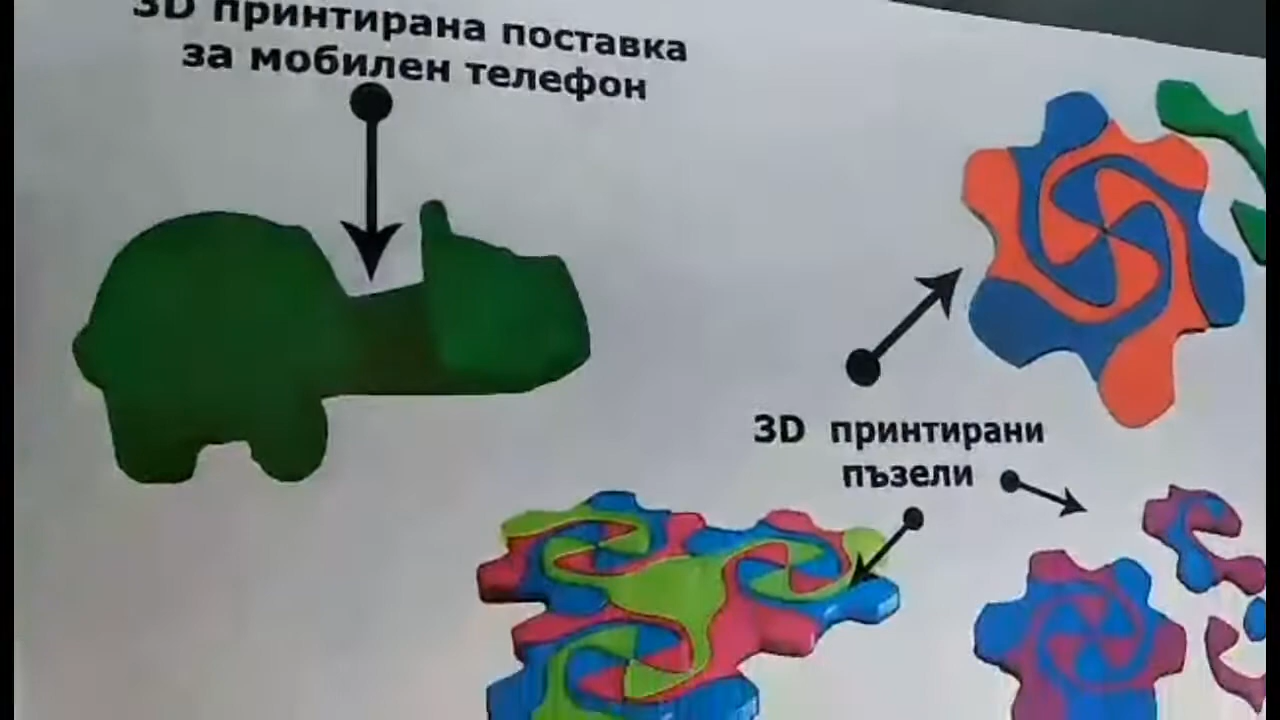 3D принтирана поставка
за мобилен телефон
3D принтирани
пъзели